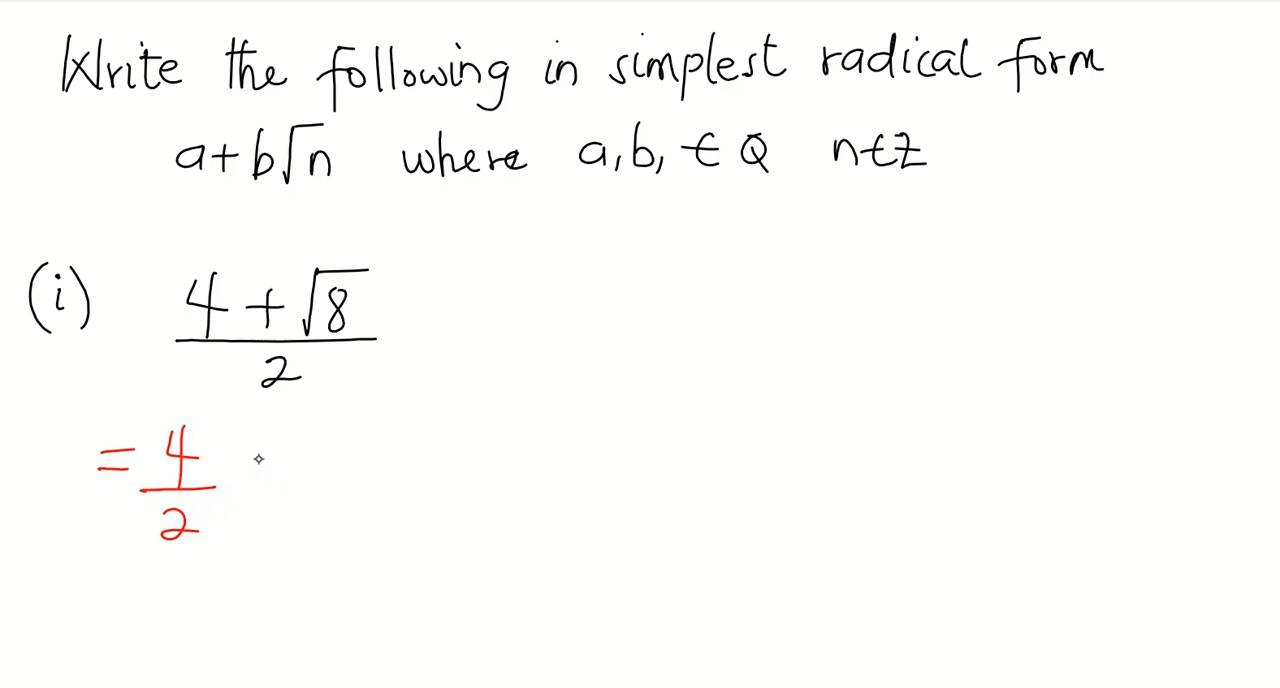 Write the following in simplest radical form
a+b√n where a,b, ∈ Q n∈Z
(i) 4 + √8
2
= 4
2